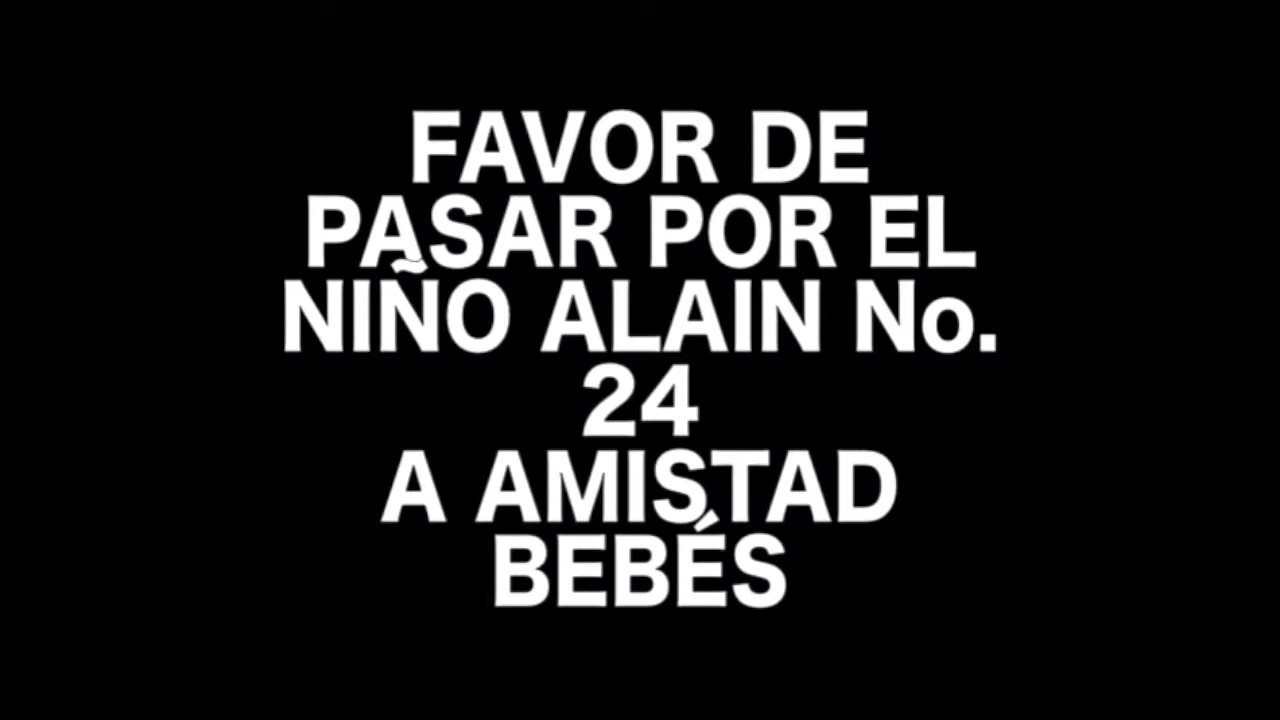 FAVOR DE
PASAR POR EL
NIÑO ALAIN No.
24
A AMISTAD
BEBÉS